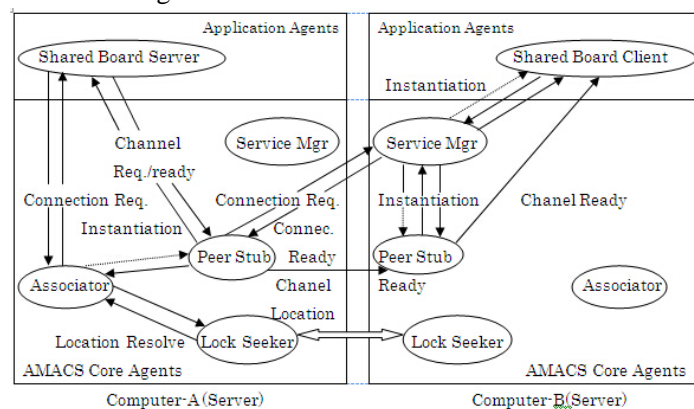 Application Agents
Application Agents
Shared Board Server
Shared Board Client
Instantiation
Channel
Req./ready
Service Mgr
Service Mgr
Connection Req.
Connection Req.
Instantiation
Chanel Ready
Instantiation
Connec.
Ready
Peer Stub
Peer Stub
Associator
Chanel
Ready
Associator
Location
Location Resolve
Lock Seeker
Lock Seeker
AMACS Core Agents
AMACS Core Agents
Computer-A (Server)
Computer-B(Server)